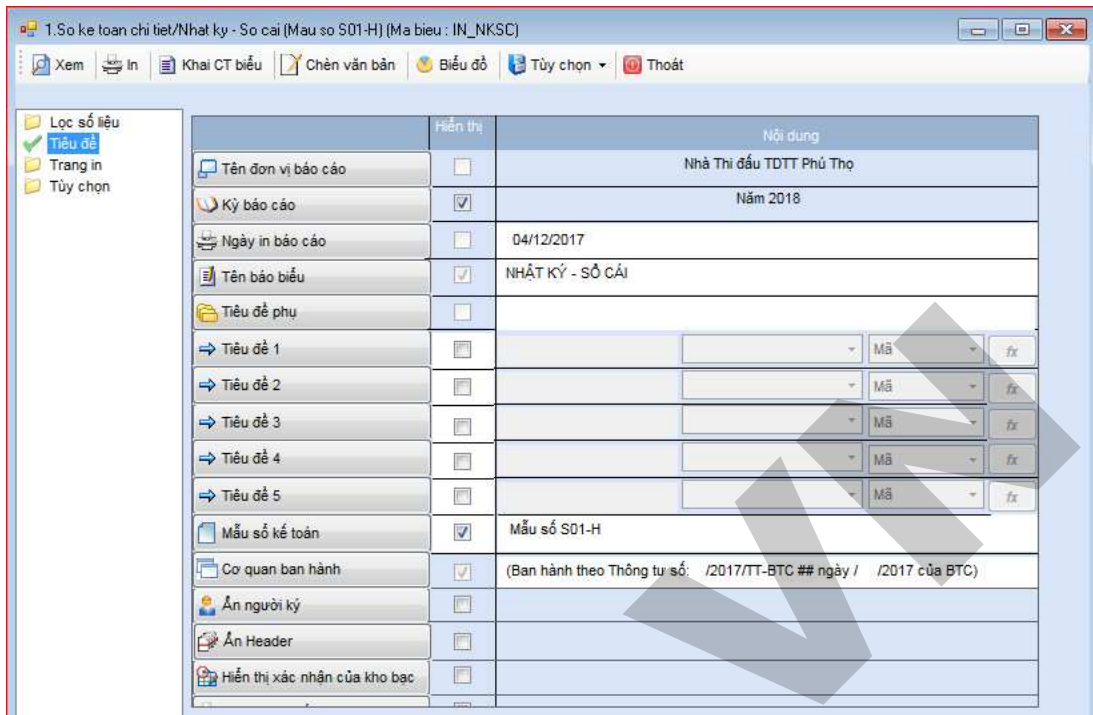 1.So ke toan chi tiet/Nhat ky - So cai (Mau so S01-H) (Ma bieu : IN_NKSC)
Xem In Khai CT biểu Chèn văn bản Biểu đồ Tùy chọn Thoát
Lọc số liệu
Tiêu đề
Trang in
Tùy chọn
Hiển thị Nội dung
Tên đơn vị báo cáo Nhà Thi đấu TDTT Phú Thọ
Kỳ báo cáo Năm 2018
Ngày in báo cáo 04/12/2017
Tên báo biểu NHẬT KÝ - SỔ CÁI
Tiêu đề phụ
Tiêu đề 1 Mã fx
Tiêu đề 2 Mã fx
Tiêu đề 3 Mã fx
Tiêu đề 4 Mã fx
Tiêu đề 5 Mã fx
Mẫu sổ kế toán Mẫu số S01-H
Cơ quan ban hành (Ban hành theo Thông tư số: /2017/TT-BTC ## ngày / /2017 của BTC)
Ẩn người ký
Ẩn Header
Hiển thị xác nhận của kho bạc
VN